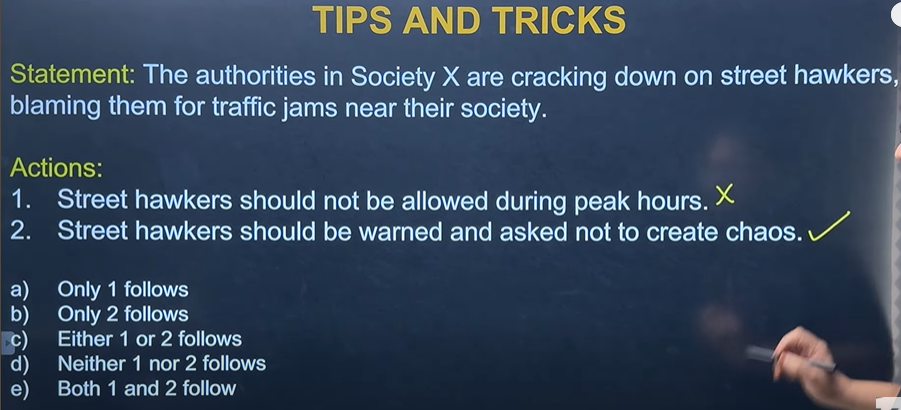 TIPS AND TRICKS
Statement: The authorities in Society X are cracking down on street hawkers,
blaming them for traffic jams near their society.
Actions:
1. Street hawkers should not be allowed during peak hours. X
2. Street hawkers should be warned and asked not to create chaos. ✓
a) Only 1 follows
b) Only 2 follows
c) Either 1 or 2 follows
d) Neither 1 nor 2 follows
e) Both 1 and 2 follow